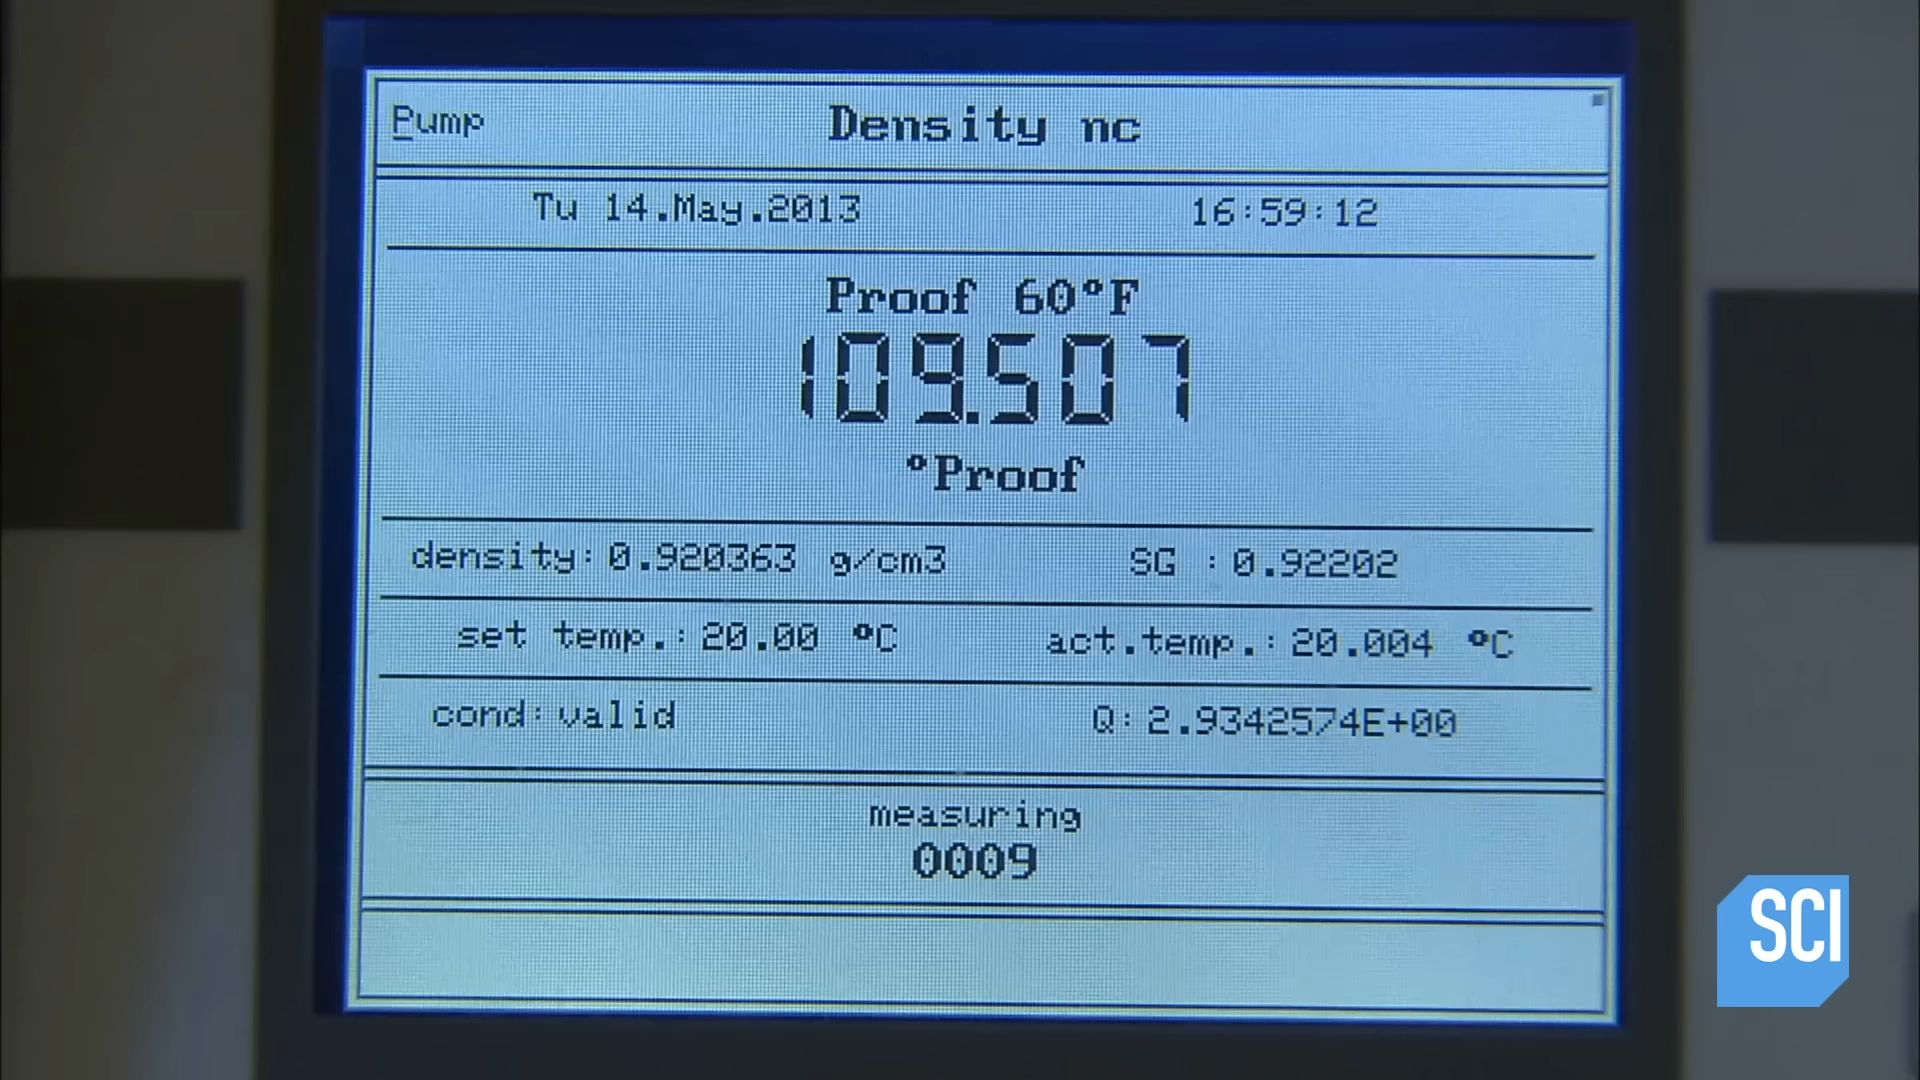 Pump Density nc
Tu 14.May.2013 16:59:12
Proof 60°F
109.507
°Proof
density: 0.920363 g/cm3 SG : 0.92202
set temp.: 20.00 °C act.temp.: 20.004 °C
cond: valid Q: 2.9342574E+00
measuring
0009
SCI